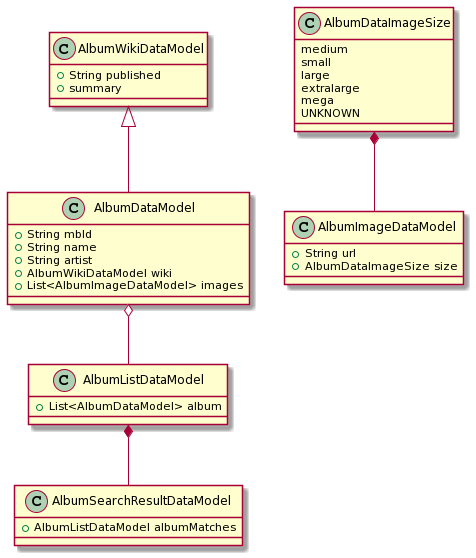 C AlbumWikiDataModel
String published
summary
C AlbumDataImageSize
medium
small
large
extralarge
mega
UNKNOWN
C AlbumDataModel
String mbId
String name
String artist
AlbumWikiDataModel wiki
List<AlbumImageDataModel> images
C AlbumImageDataModel
String url
AlbumDataImageSize size
C AlbumListDataModel
List<AlbumDataModel> album
C AlbumSearchResultDataModel
AlbumListDataModel albumMatches